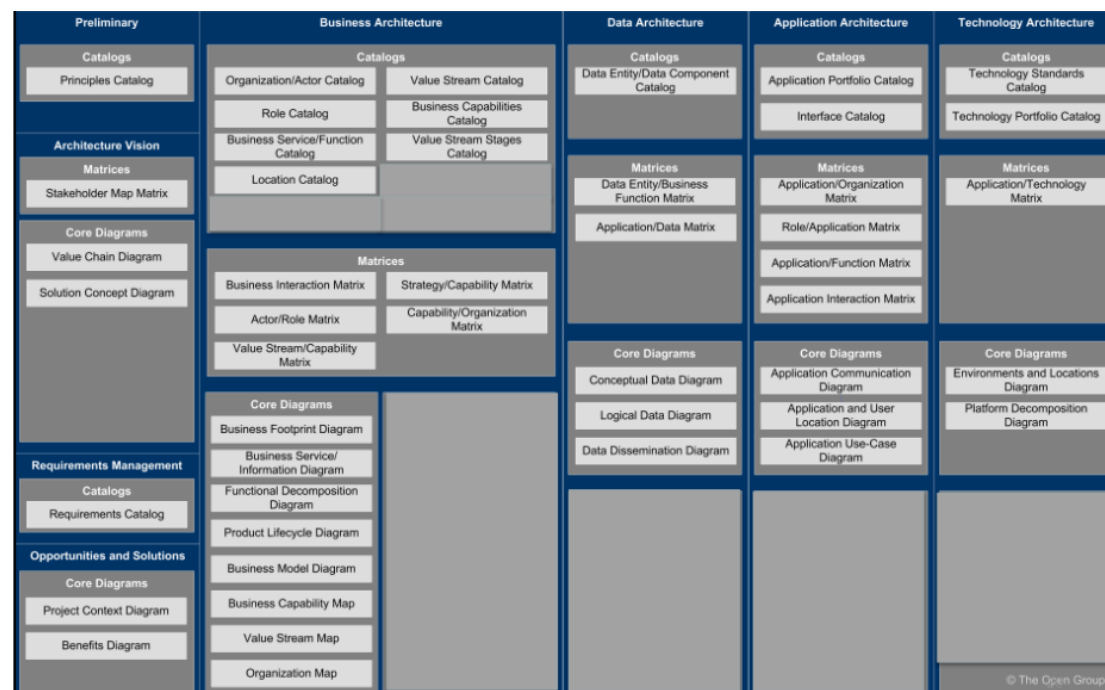 Preliminary
Catalogs
Principles Catalog
Architecture Vision
Matrices
Stakeholder Map Matrix
Core Diagrams
Value Chain Diagram
Solution Concept Diagram
Requirements Management
Catalogs
Requirements Catalog
Opportunities and Solutions
Core Diagrams
Project Context Diagram
Benefits Diagram
Business Architecture
Catalogs
Organization/Actor Catalog
Value Stream Catalog
Role Catalog
Business Capabilities
Catalog
Business Service/Function
Catalog
Value Stream Stages
Catalog
Location Catalog
Matrices
Business Interaction Matrix
Strategy/Capability Matrix
Actor/Role Matrix
Capability/Organization
Matrix
Value Stream/Capability
Matrix
Core Diagrams
Business Footprint Diagram
Business Service/
Information Diagram
Functional Decomposition
Diagram
Product Lifecycle Diagram
Business Model Diagram
Business Capability Map
Value Stream Map
Organization Map
Data Architecture
Catalogs
Data Entity/Data Component
Catalog
Matrices
Data Entity/Business
Function Matrix
Application/Data Matrix
Core Diagrams
Conceptual Data Diagram
Logical Data Diagram
Data Dissemination Diagram
Application Architecture
Catalogs
Application Portfolio Catalog
Interface Catalog
Matrices
Application/Organization
Matrix
Role/Application Matrix
Application/Function Matrix
Application Interaction Matrix
Core Diagrams
Application Communication
Diagram
Application and User
Location Diagram
Application Use-Case
Diagram
Technology Architecture
Catalogs
Technology Standards
Catalog
Technology Portfolio Catalog
Matrices
Application/Technology
Matrix
Core Diagrams
Environments and Locations
Diagram
Platform Decomposition
Diagram
© The Open Group